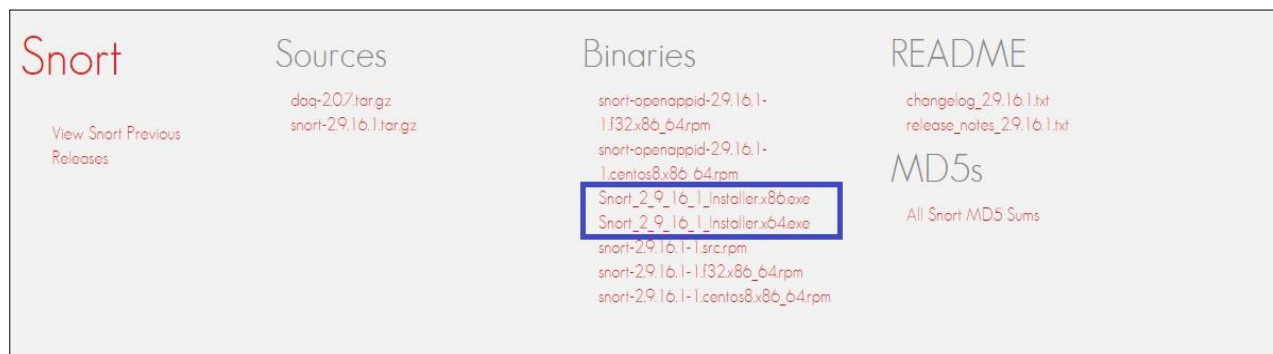 Snort
View Snort Previous
Releases
Sources
daq-2.0.7.tar.gz
snort-2.9.16.1.tar.gz
Binaries
snort-openappid-2.9.16.1-
1.f32.x86_64.rpm
snort-openappid-2.9.16.1-
1.centos8.x86_64.rpm
Snort_2_9_16_1_Installer.x86.exe
Snort_2_9_16_1_Installer.x64.exe
snort-2.9.16.1-1.src.rpm
snort-2.9.16.1-1.f32.x86_64.rpm
snort-2.9.16.1-1.centos8.x86_64.rpm
README
changelog_2.9.16.1.txt
release_notes_2.9.16.1.txt
MD5s
All Snort MD5 Sums